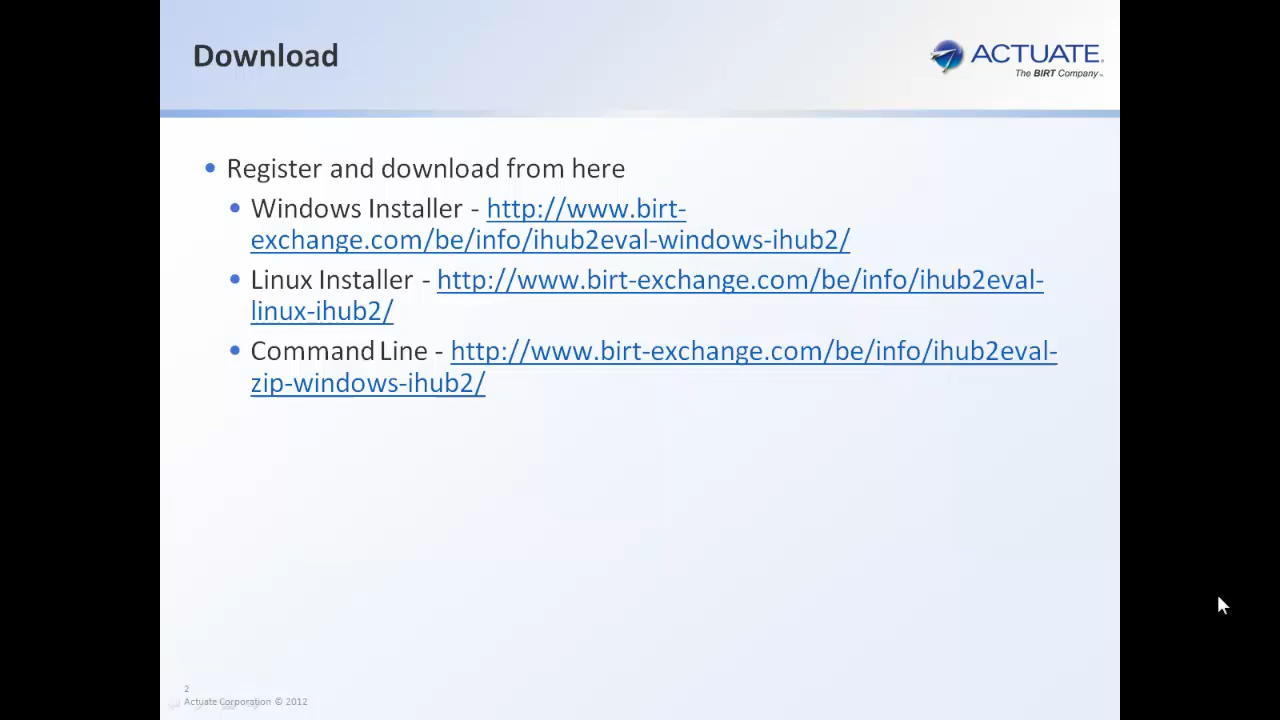 Download
ACTUATE.
The BIRT Company™
Register and download from here
Windows Installer - http://www.birt-
exchange.com/be/info/ihub2eval-windows-ihub2/
Linux Installer - http://www.birt-exchange.com/be/info/ihub2eval-
linux-ihub2/
Command Line - http://www.birt-exchange.com/be/info/ihub2eval-
zip-windows-ihub2/
2
Actuate Corporation © 2012